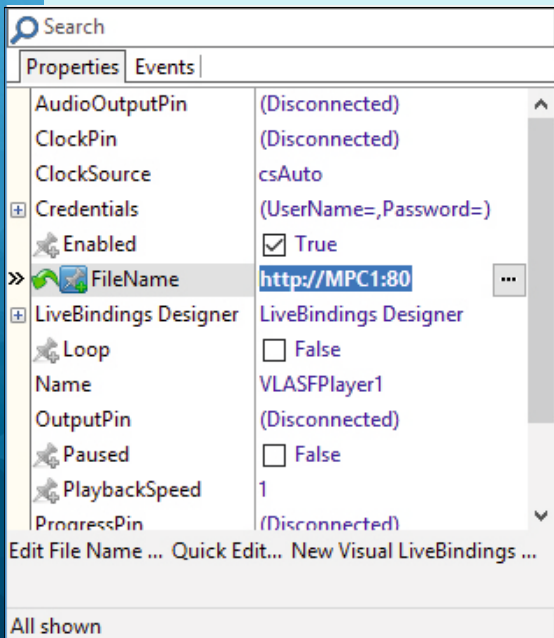 Search
Properties Events
AudioOutputPin (Disconnected)
ClockPin (Disconnected)
ClockSource csAuto
Credentials (UserName=,Password=)
Enabled True
FileName http://MPC1:80 ...
LiveBindings Designer LiveBindings Designer
Loop False
Name VLASFPlayer1
OutputPin (Disconnected)
Paused False
PlaybackSpeed 1
ProgressPin (Disconnected)
Edit File Name ... Quick Edit... New Visual LiveBindings ...
All shown